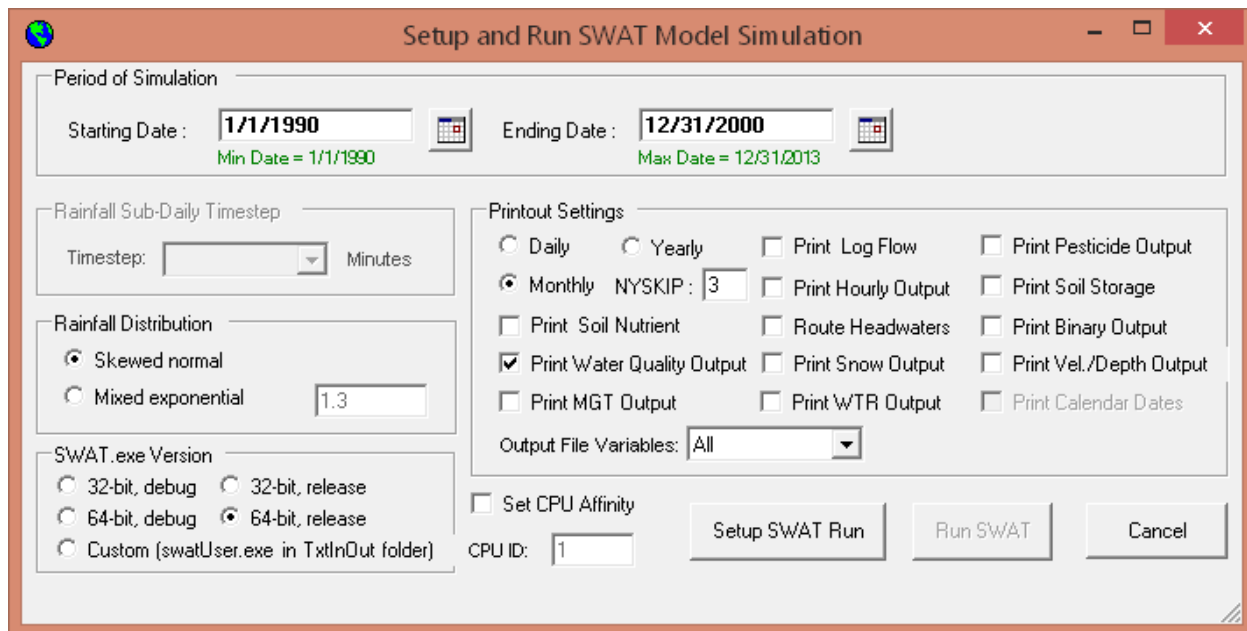 Setup and Run SWAT Model Simulation
Period of Simulation
Starting Date : 1/1/1990 Ending Date : 12/31/2000
Min Date = 1/1/1990 Max Date = 12/31/2013
Rainfall Sub-Daily Timestep
Timestep: Minutes
Rainfall Distribution
Skewed normal
Mixed exponential 1.3
SWAT.exe Version
32-bit, debug 32-bit, release
64-bit, debug 64-bit, release
Custom (swatUser.exe in TxtInOut folder)
Printout Settings
Daily Yearly Print Log Flow Print Pesticide Output
Monthly NYSKIP : 3 Print Hourly Output Print Soil Storage
Print Soil Nutrient Route Headwaters Print Binary Output
Print Water Quality Output Print Snow Output Print Vel./Depth Output
Print MGT Output Print WTR Output Print Calendar Dates
Output File Variables: All
Set CPU Affinity
CPU ID: 1
Setup SWAT Run Run SWAT Cancel